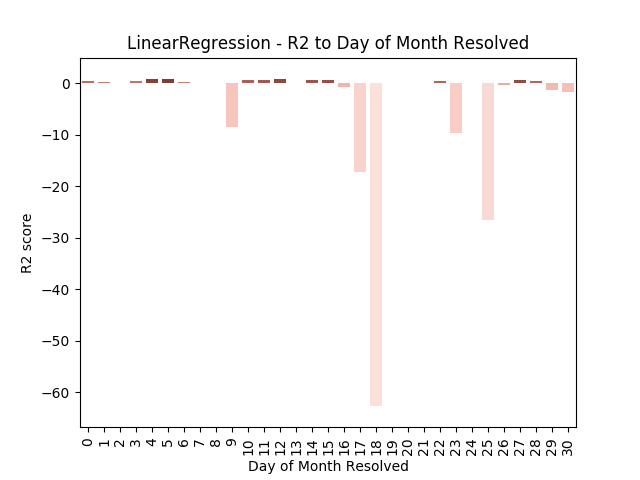 LinearRegression - R2 to Day of Month Resolved
R2 score
0
−10
−20
−30
−40
−50
−60
0 1 2 3 4 5 6 7 8 9 10 11 12 13 14 15 16 17 18 19 20 21 22 23 24 25 26 27 28 29 30
Day of Month Resolved